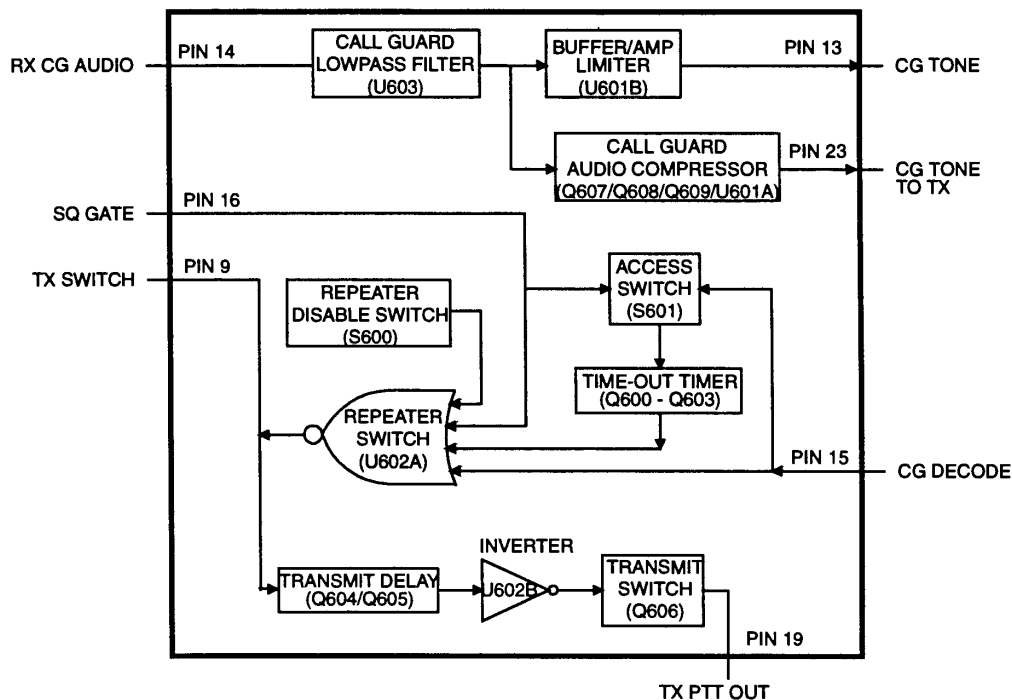 RX CG AUDIO
PIN 14
CALL GUARD
LOWPASS FILTER
(U603)
BUFFER/AMP
LIMITER
(U601B)
PIN 13
CG TONE
CALL GUARD
AUDIO COMPRESSOR
(Q607/Q608/Q609/U601A)
PIN 23
CG TONE
TO TX
SQ GATE
PIN 16
TX SWITCH
PIN 9
REPEATER
DISABLE SWITCH
(S600)
ACCESS
SWITCH
(S601)
TIME-OUT TIMER
(Q600 - Q603)
REPEATER
SWITCH
(U602A)
PIN 15
CG DECODE
INVERTER
TRANSMIT DELAY
(Q604/Q605)
U602B
TRANSMIT
SWITCH
(Q606)
PIN 19
TX PTT OUT